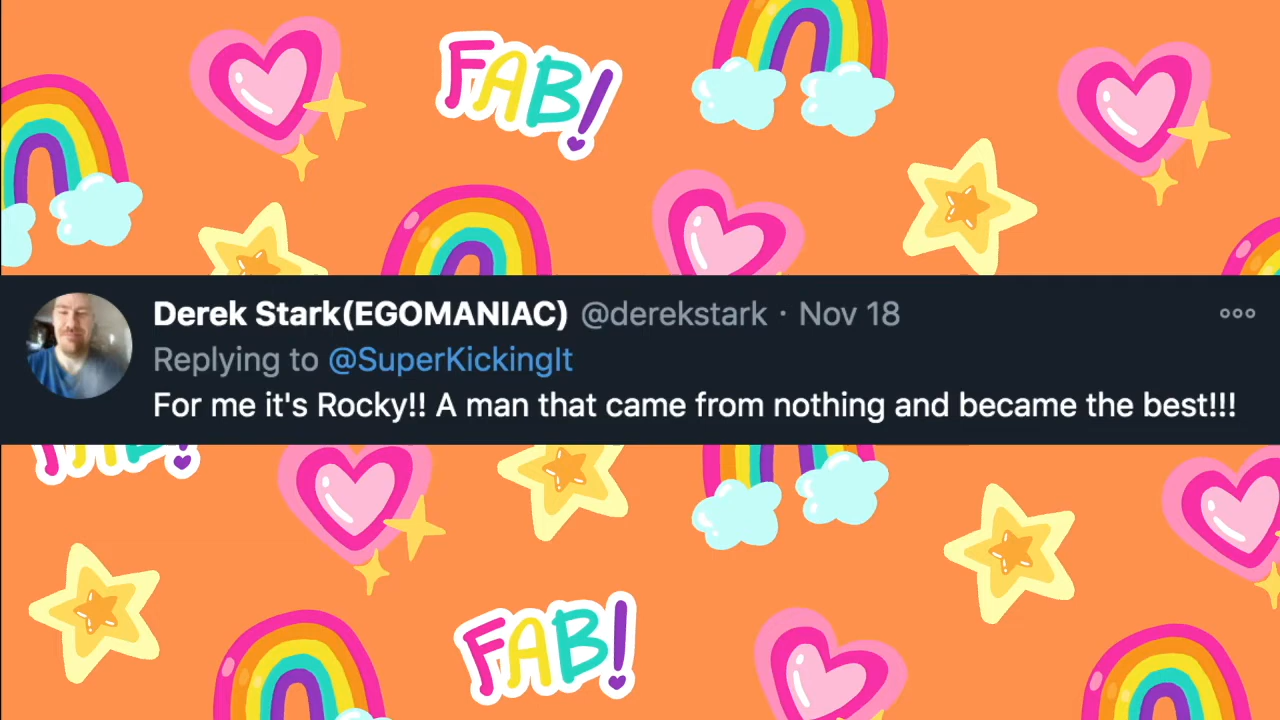 FAB!
Derek Stark(EGOMANIAC) @derekstark · Nov 18
Replying to @SuperKickingIt
For me it's Rocky!! A man that came from nothing and became the best!!!
FAB!
FAB!